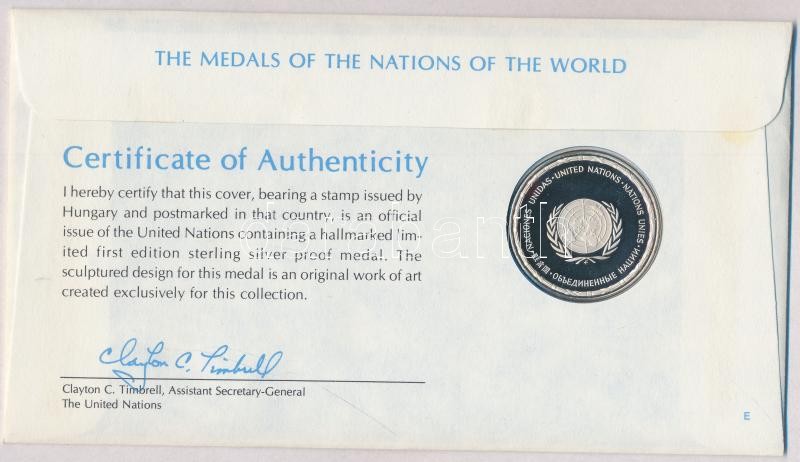 THE MEDALS OF THE NATIONS OF THE WORLD
Certificate of Authenticity
I hereby certify that this cover, bearing a stamp issued by
Hungary and postmarked in that country, is an official
issue of the United Nations containing a hallmarked lim-
ited first edition sterling silver proof medal. The
sculptured design for this medal is an original work of art
created exclusively for this collection.
NACIONES UNIDAS · UNITED NATIONS · NATIONS UNIES · ОБЪЕДИНЕННЫЕ НАЦИИ ·
Clayton C. Timbrell
Clayton C. Timbrell, Assistant Secretary-General
The United Nations
E